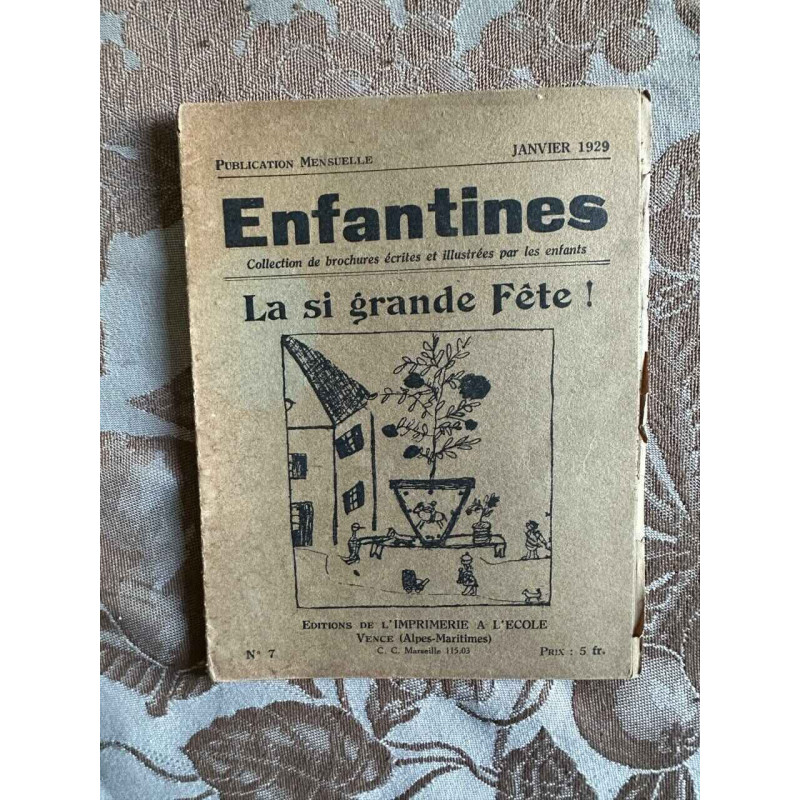 PUBLICATION MENSUELLE JANVIER 1929
Enfantines
Collection de brochures écrites et illustrées par les enfants
La si grande Fête !
EDITIONS DE L'IMPRIMERIE A L'ECOLE
VENCE (Alpes-Maritimes)
N° 7 C. C. Marseille 115.03 PRIX : 5 fr.